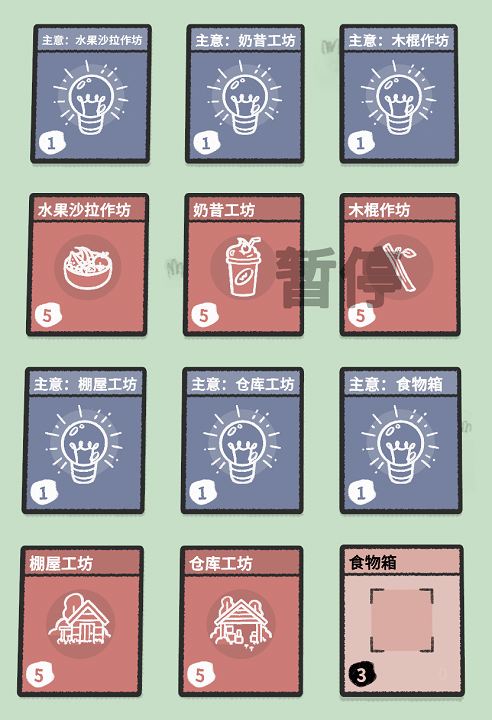 主意：水果沙拉作坊
1
主意：奶昔工坊
1
主意：木棍作坊
1
水果沙拉作坊
5
奶昔工坊
5
木棍作坊
5
暂停
主意：棚屋工坊
1
主意：仓库工坊
1
主意：食物箱
1
棚屋工坊
5
仓库工坊
5
食物箱
3